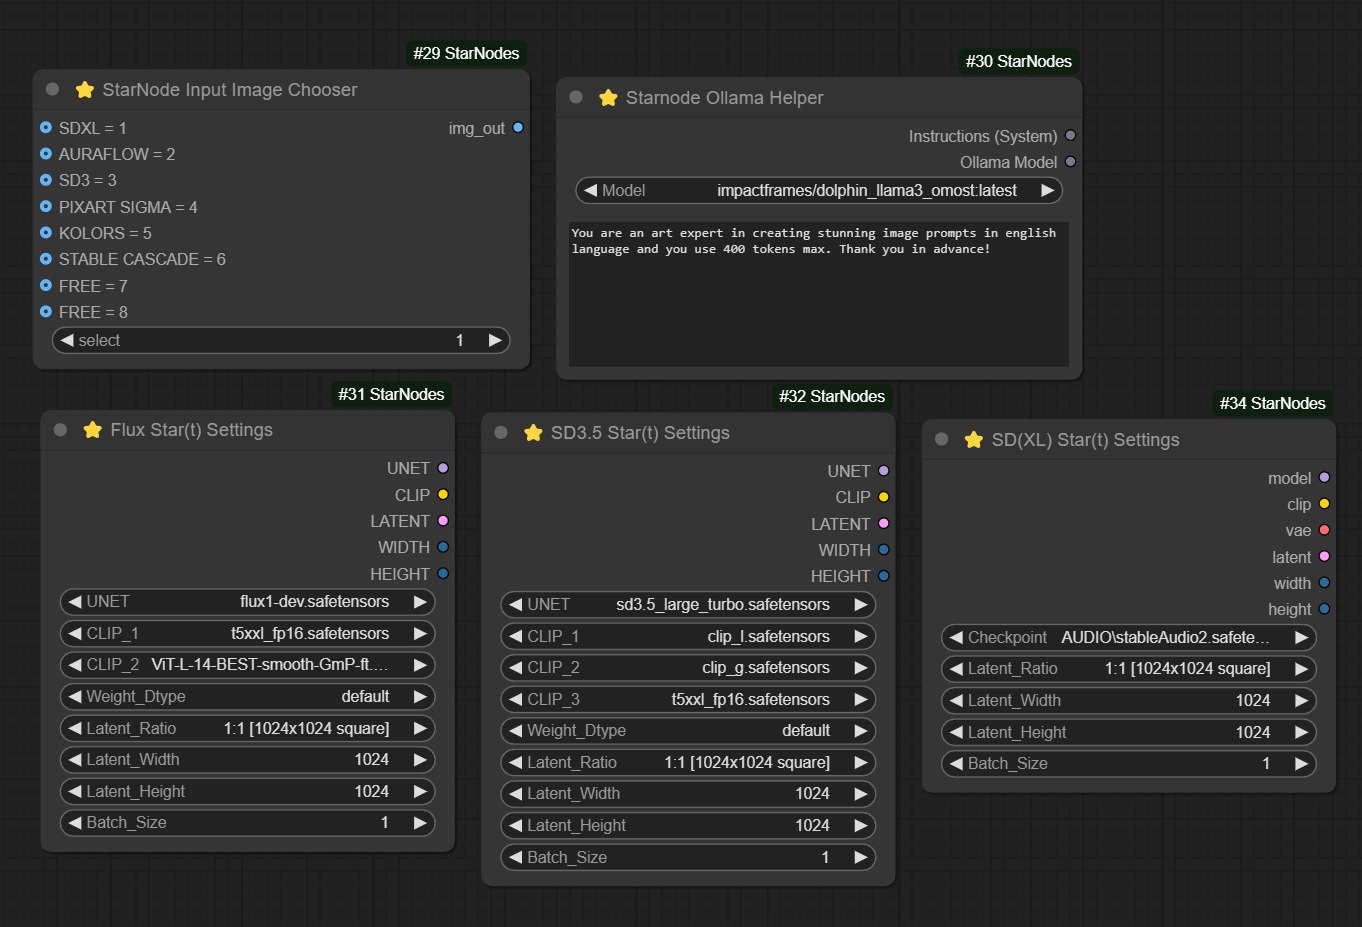 #29 StarNodes
StarNode Input Image Chooser
SDXL = 1
img_out
AURAFLOW = 2
SD3 = 3
PIXART SIGMA = 4
KOLORS = 5
STABLE CASCADE = 6
FREE = 7
FREE = 8
select 1
#30 StarNodes
Starnode Ollama Helper
Instructions (System)
Ollama Model
Model impactframes/dolphin_llama3_omost:latest
You are an art expert in creating stunning image prompts in english
language and you use 400 tokens max. Thank you in advance!
#31 StarNodes
Flux Star(t) Settings
UNET
CLIP
LATENT
WIDTH
HEIGHT
UNET flux1-dev.safetensors
CLIP_1 t5xxl_fp16.safetensors
CLIP_2 ViT-L-14-BEST-smooth-GmP-ft....
Weight_Dtype default
Latent_Ratio 1:1 [1024x1024 square]
Latent_Width 1024
Latent_Height 1024
Batch_Size 1
#32 StarNodes
SD3.5 Star(t) Settings
UNET
CLIP
LATENT
WIDTH
HEIGHT
UNET sd3.5_large_turbo.safetensors
CLIP_1 clip_l.safetensors
CLIP_2 clip_g.safetensors
CLIP_3 t5xxl_fp16.safetensors
Weight_Dtype default
Latent_Ratio 1:1 [1024x1024 square]
Latent_Width 1024
Latent_Height 1024
Batch_Size 1
#34 StarNodes
SD(XL) Star(t) Settings
model
clip
vae
latent
width
height
Checkpoint AUDIO\stableAudio2.safete...
Latent_Ratio 1:1 [1024x1024 square]
Latent_Width 1024
Latent_Height 1024
Batch_Size 1